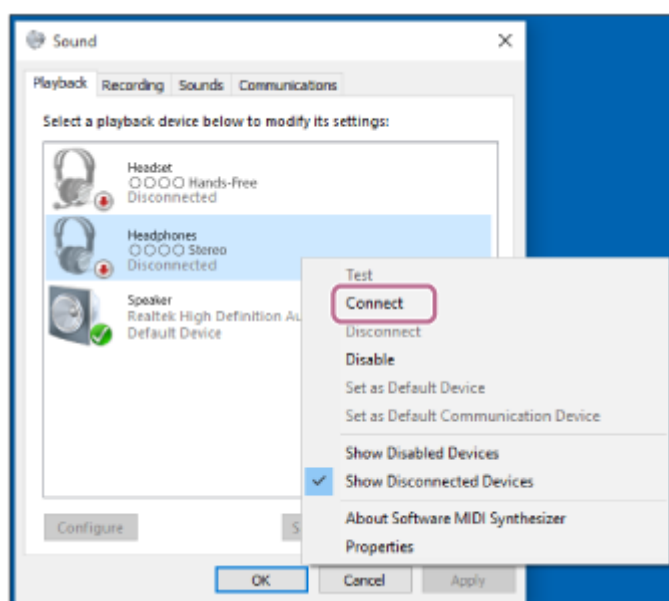 Sound
Playback Recording Sounds Communications
Select a playback device below to modify its settings:
Headset
○○○○ Hands-Free
Disconnected
Headphones
○○○○ Stereo
Disconnected
Speaker
Realtek High Definition Au
Default Device
Test
Connect
Disconnect
Disable
Set as Default Device
Set as Default Communication Device
Show Disabled Devices
Show Disconnected Devices
About Software MIDI Synthesizer
Properties
Configure S
OK Cancel Apply